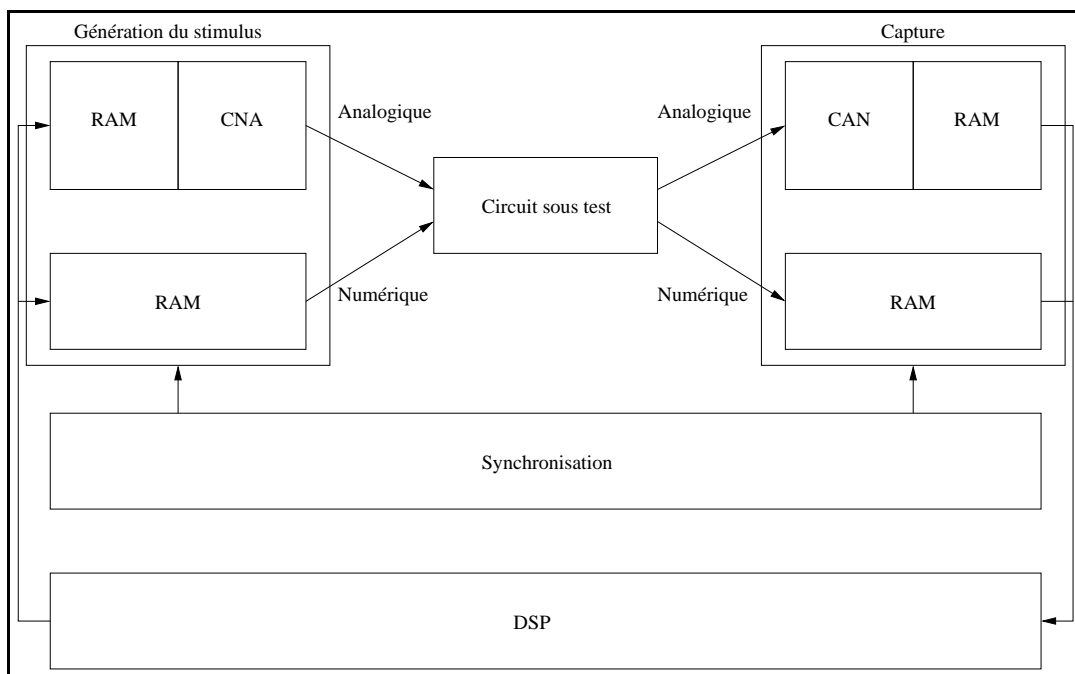 Génération du stimulus
Capture
RAM
CNA
Analogique
Analogique
CAN
RAM
Circuit sous test
RAM
Numérique
Numérique
RAM
Synchronisation
DSP